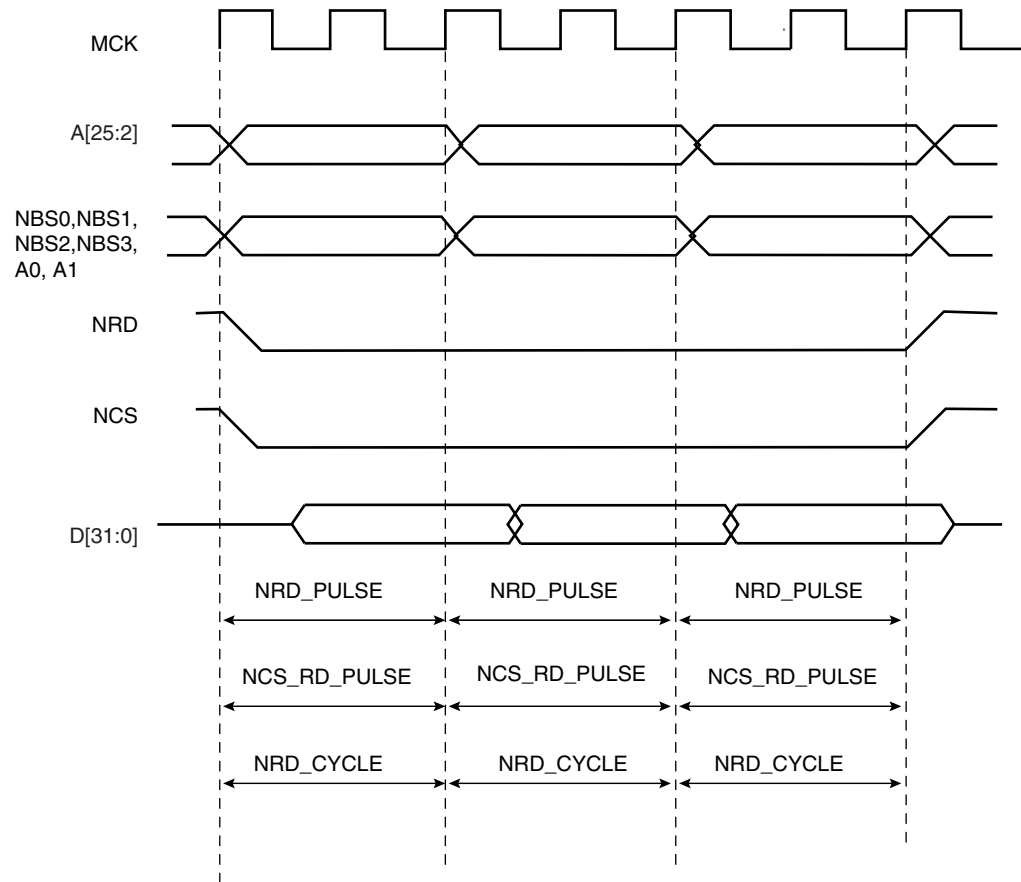 MCK
A[25:2]
NBS0,NBS1,
NBS2,NBS3,
A0, A1
NRD
NCS
D[31:0]
NRD_PULSE NRD_PULSE NRD_PULSE
NCS_RD_PULSE NCS_RD_PULSE NCS_RD_PULSE
NRD_CYCLE NRD_CYCLE NRD_CYCLE